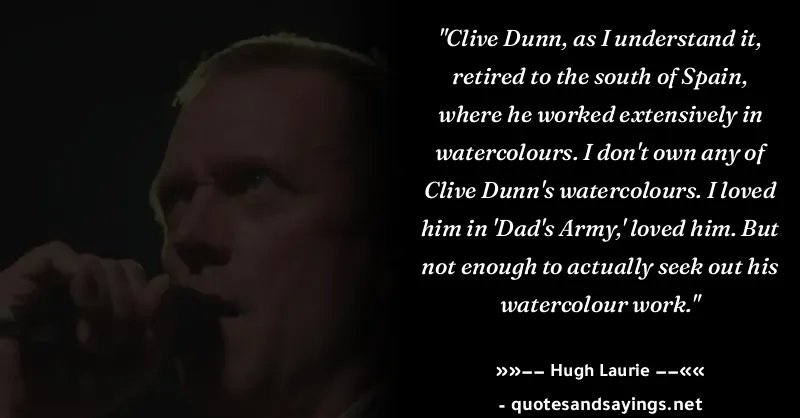 "Clive Dunn, as I understand it,
retired to the south of Spain,
where he worked extensively in
watercolours. I don't own any of
Clive Dunn's watercolours. I loved
him in 'Dad's Army,' loved him. But
not enough to actually seek out his
watercolour work."
»»−− Hugh Laurie −−««
- quotesandsayings.net